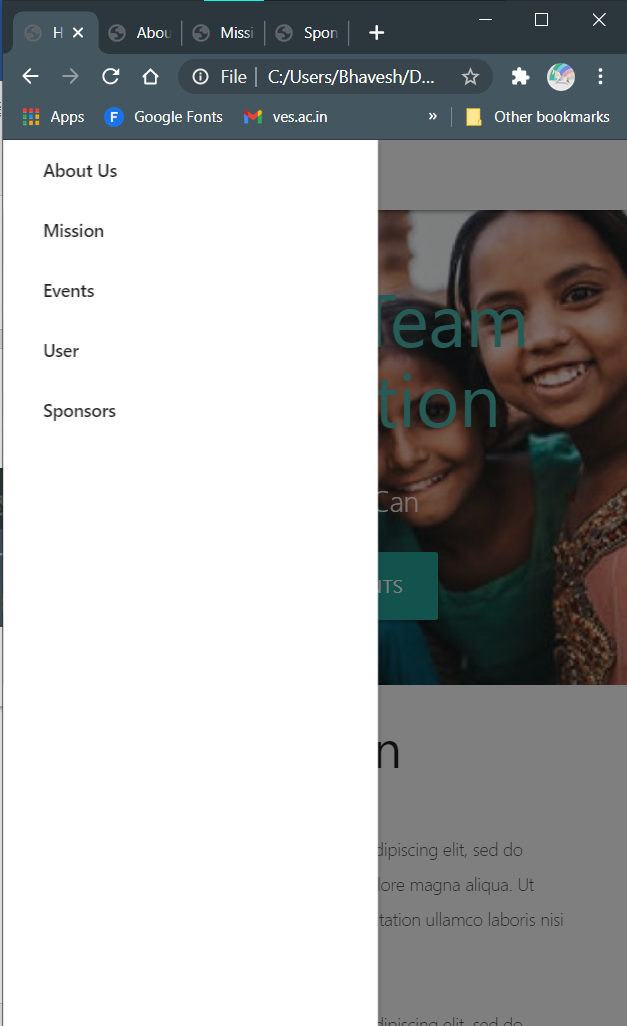 H
Abou
Missi
Spon
File
C:/Users/Bhavesh/D...
Apps
Google Fonts
ves.ac.in
»
Other bookmarks
About Us
Mission
Events
User
Sponsors
Team
tion
Can
NTS
n
dipiscing elit, sed do
lore magna aliqua. Ut
tation ullamco laboris nisi
dipiscing elit, sed do